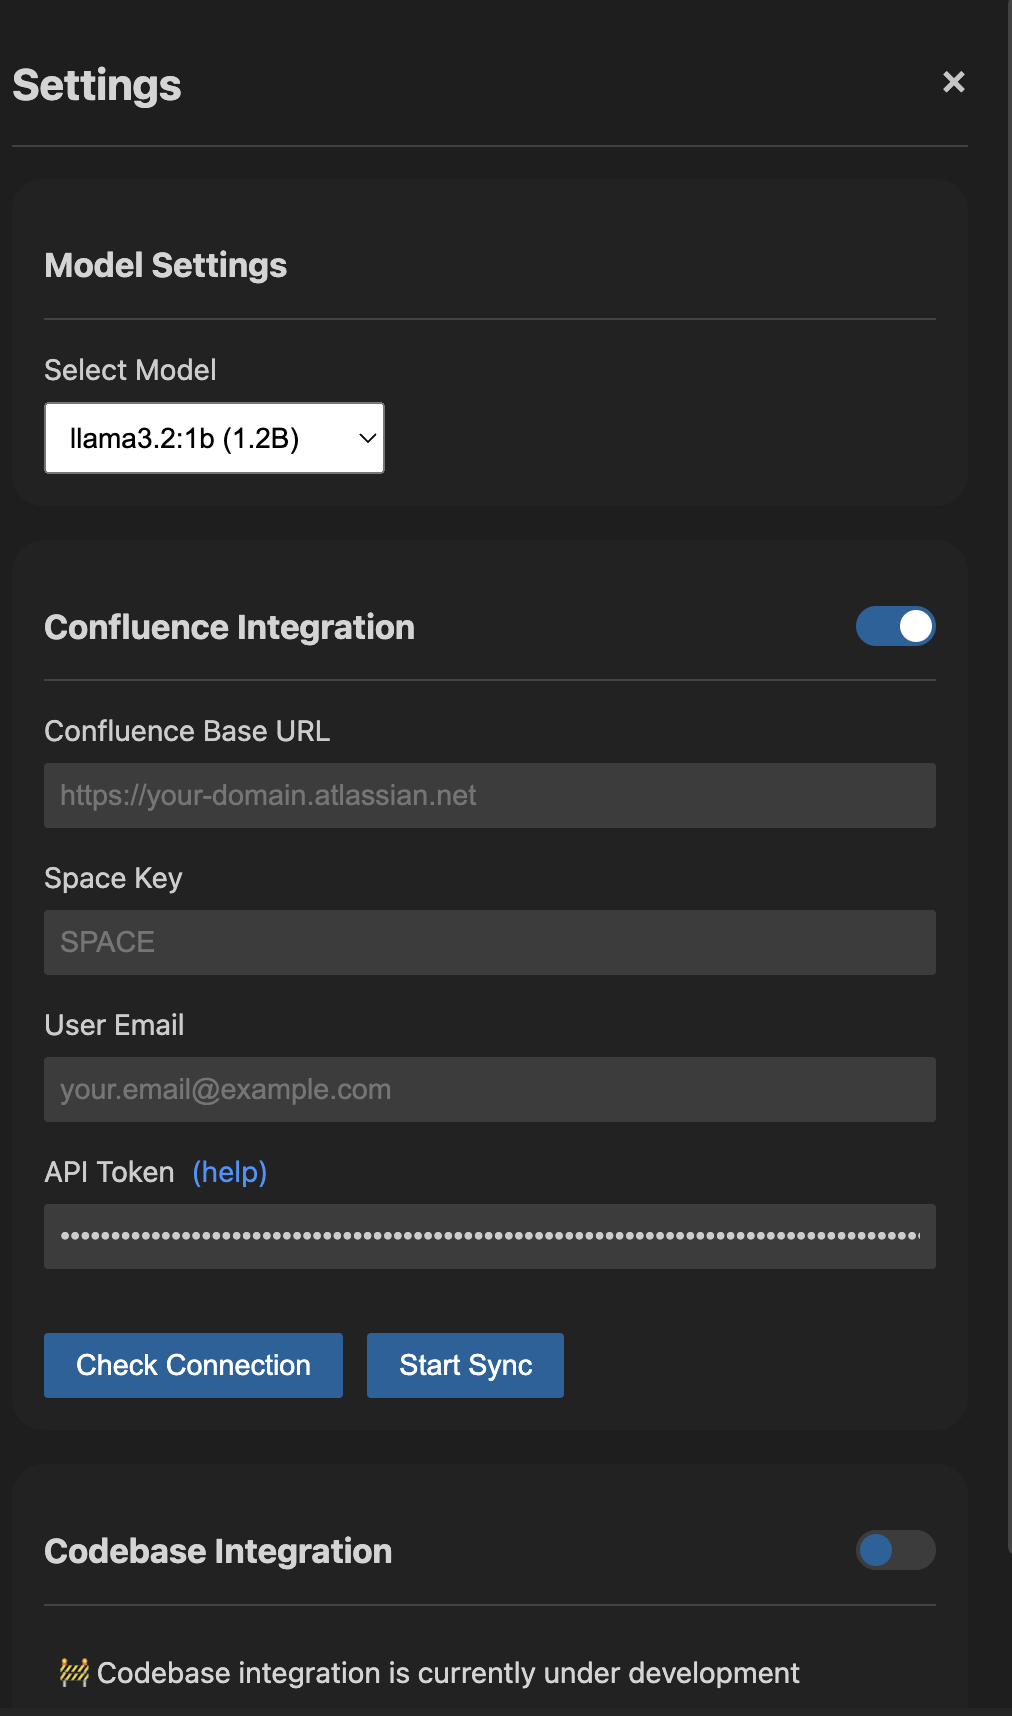 Settings
×
Model Settings
Select Model
llama3.2:1b (1.2B)
Confluence Integration
Confluence Base URL
https://your-domain.atlassian.net
Space Key
SPACE
User Email
your.email@example.com
API Token (help)
Check Connection Start Sync
Codebase Integration
🚧 Codebase integration is currently under development